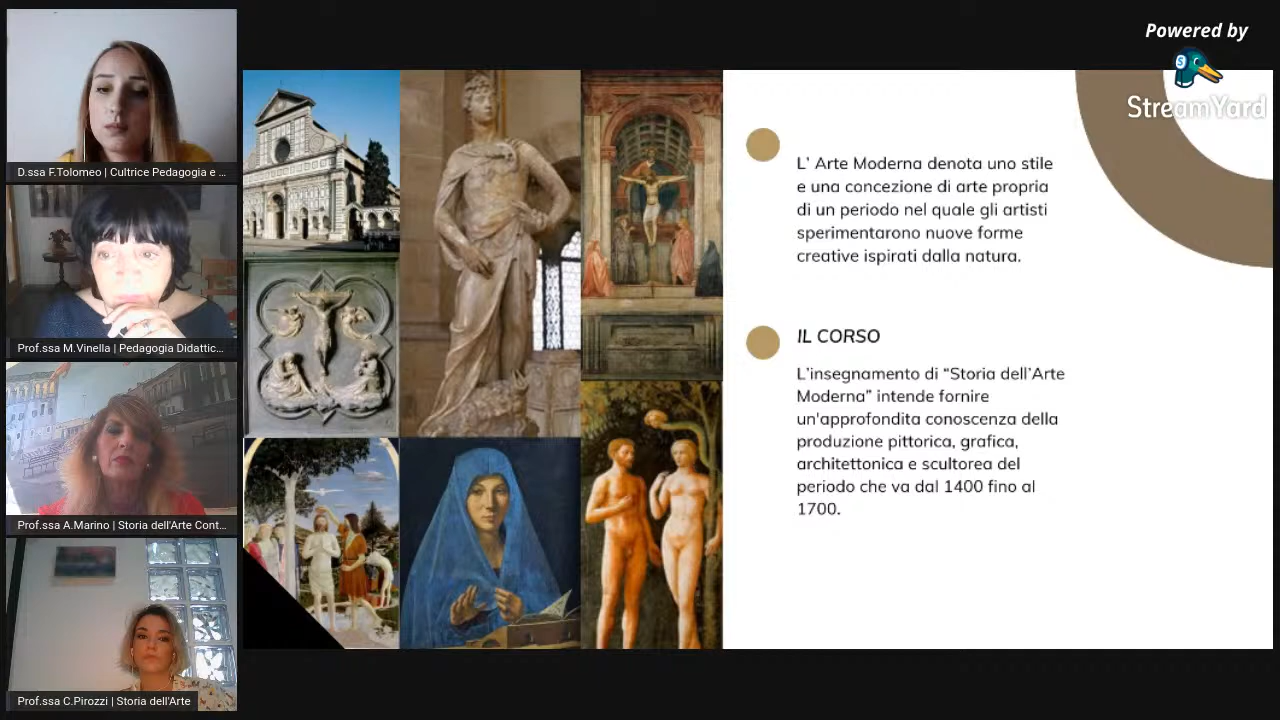 Powered by
StreamYard
D.ssa F.Tolomeo | Cultrice Pedagogia e ...
Prof.ssa M.Vinella | Pedagogia Didattic...
Prof.ssa A.Marino | Storia dell'Arte Cont...
Prof.ssa C.Pirozzi | Storia dell'Arte
L' Arte Moderna denota uno stile
e una concezione di arte propria
di un periodo nel quale gli artisti
sperimentarono nuove forme
creative ispirati dalla natura.
IL CORSO
L'insegnamento di “Storia dell'Arte
Moderna” intende fornire
un'approfondita conoscenza della
produzione pittorica, grafica,
architettonica e scultorea del
periodo che va dal 1400 fino al
1700.